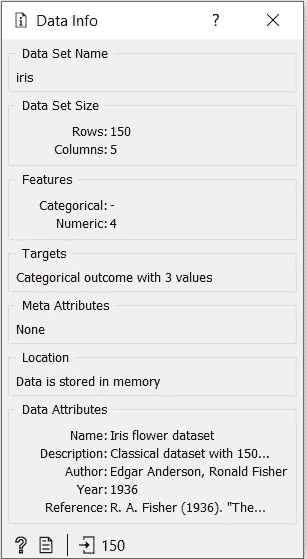 Data Info ? ×
Data Set Name
iris
Data Set Size
Rows: 150
Columns: 5
Features
Categorical: -
Numeric: 4
Targets
Categorical outcome with 3 values
Meta Attributes
None
Location
Data is stored in memory
Data Attributes
Name: Iris flower dataset
Description: Classical dataset with 150...
Author: Edgar Anderson, Ronald Fisher
Year: 1936
Reference: R. A. Fisher (1936). "The...
? 150